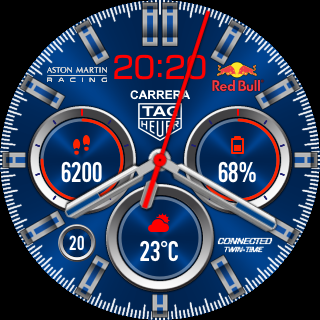 20:20
ASTON MARTIN
RACING
Red Bull
CARRERA
TAG
HEUER
6200
68%
20
23°C
CONNECTED
TWIN-TIME